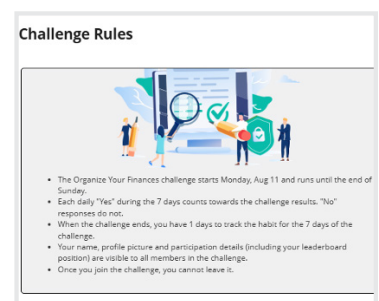 Challenge Rules
• The Organize Your Finances challenge starts Monday, Aug 11 and runs until the end of
Sunday.
• Each daily "Yes" during the 7 days counts towards the challenge results. "No"
responses do not.
• When the challenge ends, you have 1 days to track the habit for the 7 days of the
challenge.
• Your name, profile picture and participation details (including your leaderboard
position) are visible to all members in the challenge.
• Once you join the challenge, you cannot leave it.